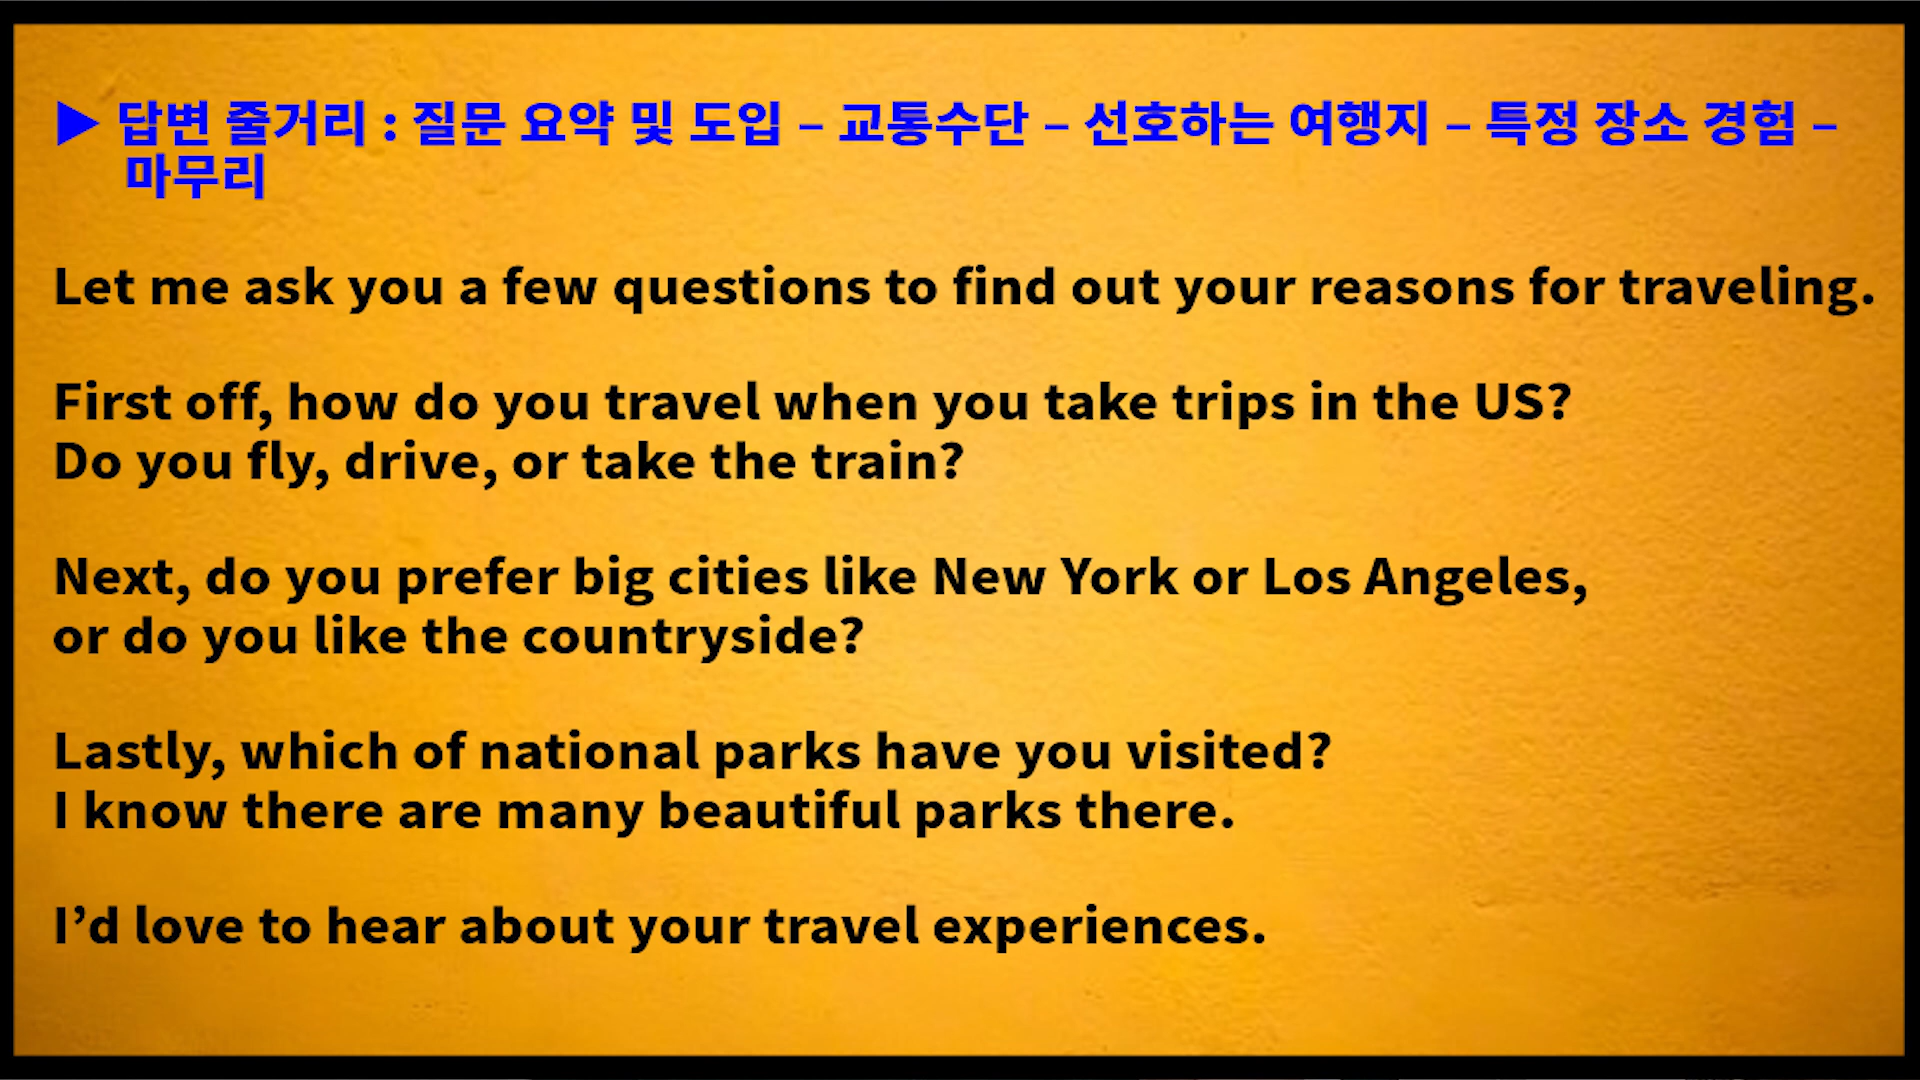 ▶ 답변 줄거리 : 질문 요약 및 도입 – 교통수단 – 선호하는 여행지 – 특정 장소 경험 –
마무리
Let me ask you a few questions to find out your reasons for traveling.
First off, how do you travel when you take trips in the US?
Do you fly, drive, or take the train?
Next, do you prefer big cities like New York or Los Angeles,
or do you like the countryside?
Lastly, which of national parks have you visited?
I know there are many beautiful parks there.
I’d love to hear about your travel experiences.